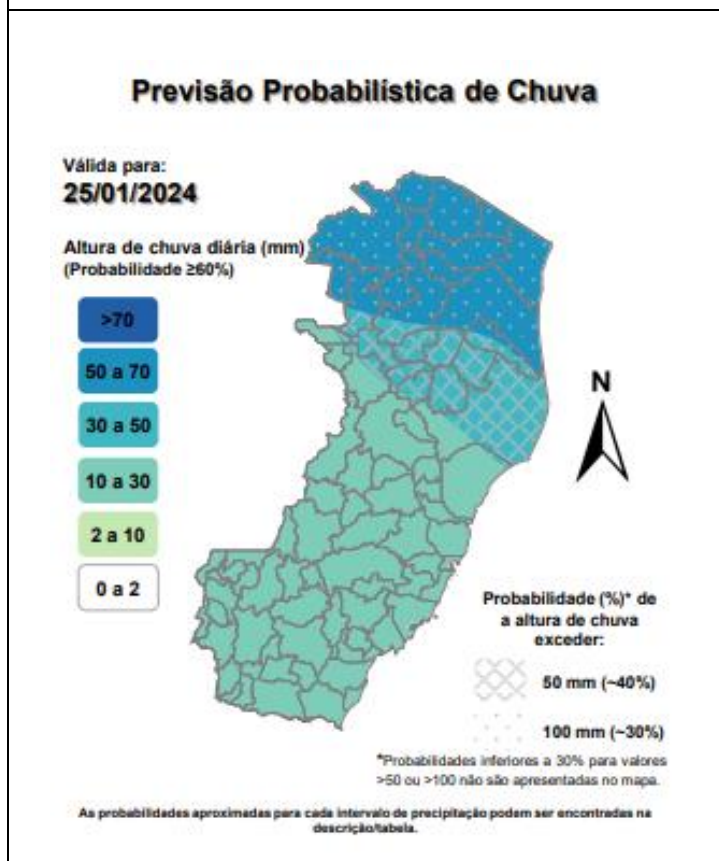 Previsão Probabilística de Chuva
Válida para:
25/01/2024
Altura de chuva diária (mm)
(Probabilidade ≥60%)
>70
50 a 70
30 a 50
10 a 30
2 a 10
0 a 2
N
Probabilidade (%)* de
a altura de chuva
exceder:
50 mm (~40%)
100 mm (~30%)
*Probabilidades inferiores a 30% para valores
>50 ou >100 não são apresentadas no mapa.
As probabilidades aproximadas para cada intervalo de precipitação podem ser encontradas na
descrição/tabela.